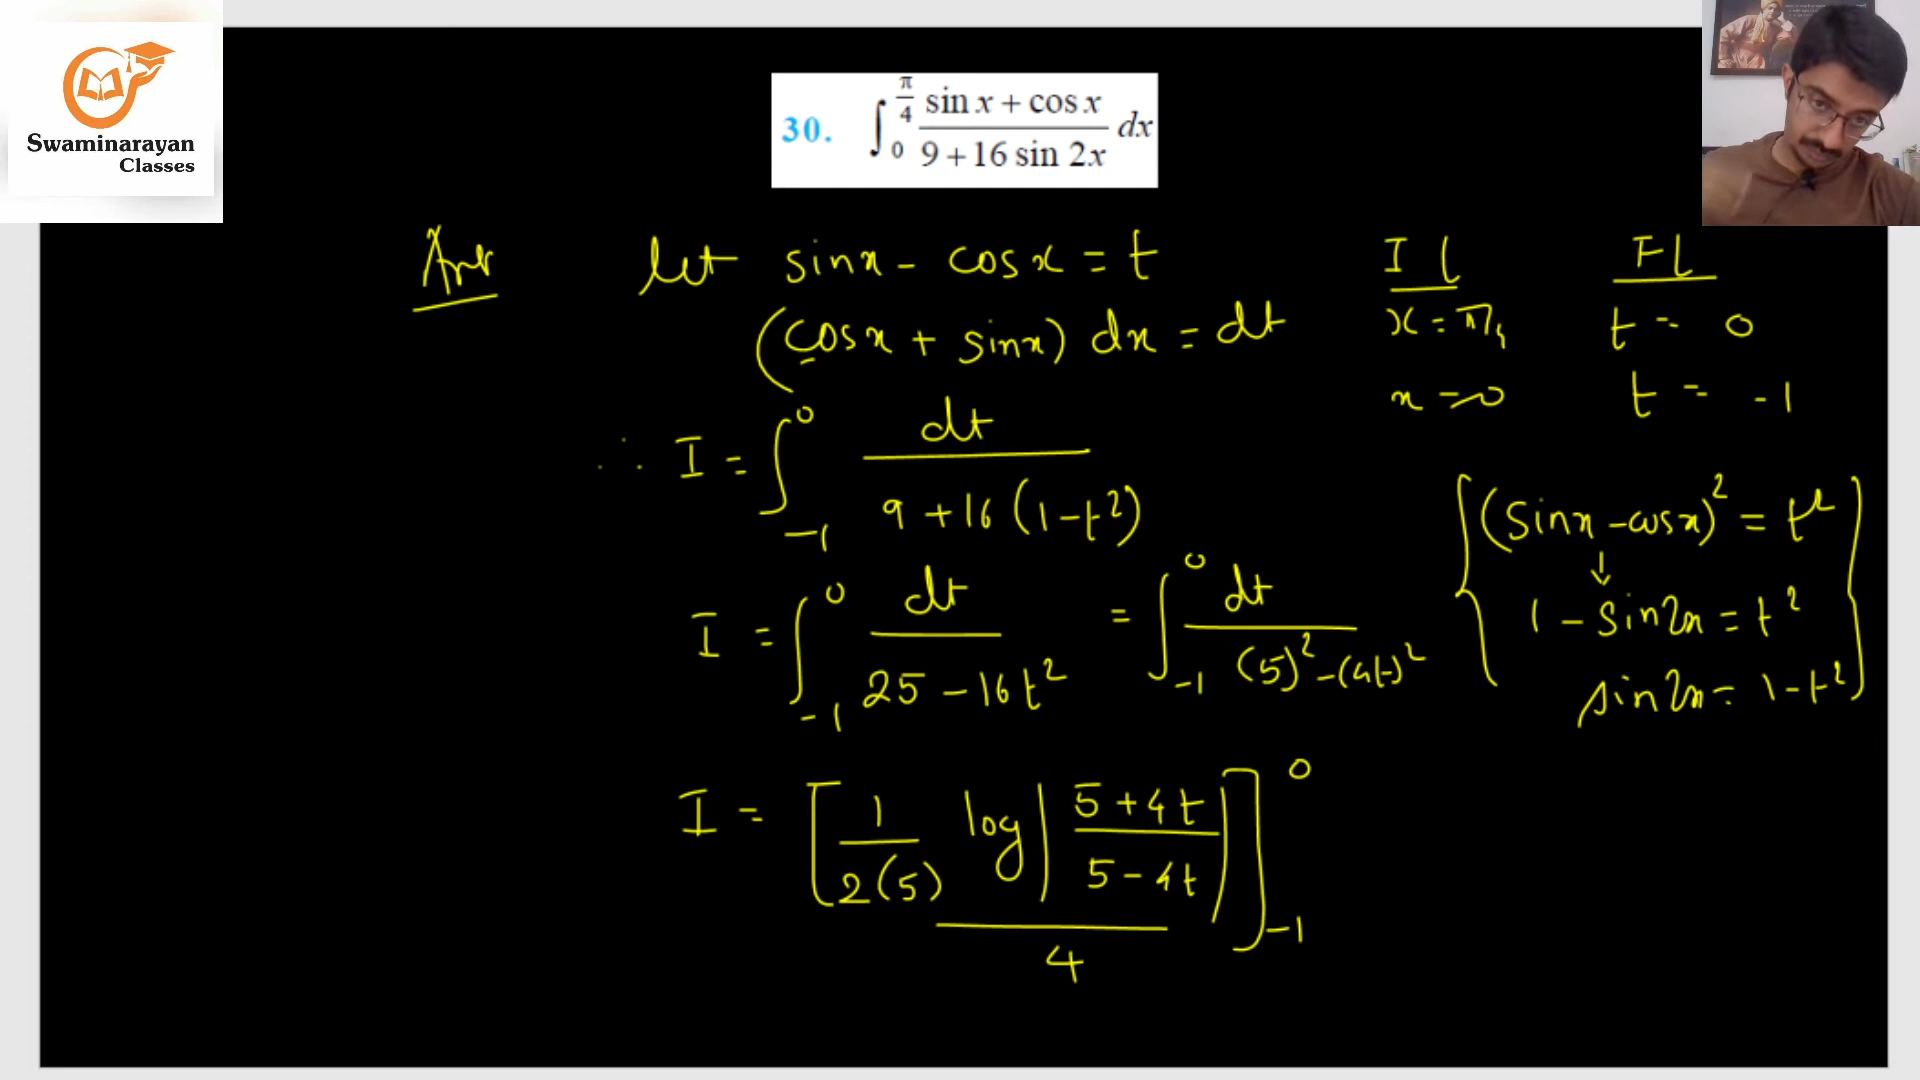 Swaminarayan
Classes
30. ∫₀^{π/4} (sin x + cos x)/(9 + 16 sin 2x) dx
Ans let sinx - cosx = t
(cosx + sinx) dx = dt
IL FL
x = π/4 t = 0
x = 0 t = -1
∴ I = ∫₋₁⁰ dt/(9 + 16(1 - t²))
{(sinx - cosx)² = t²
↓
1 - sin2x = t²
sin2x = 1 - t²}
I = ∫₋₁⁰ dt/(25 - 16t²) = ∫₋₁⁰ dt/((5)² - (4t)²)
I = [1/(2(5)) log|(5 + 4t)/(5 - 4t)| / 4]₋₁⁰